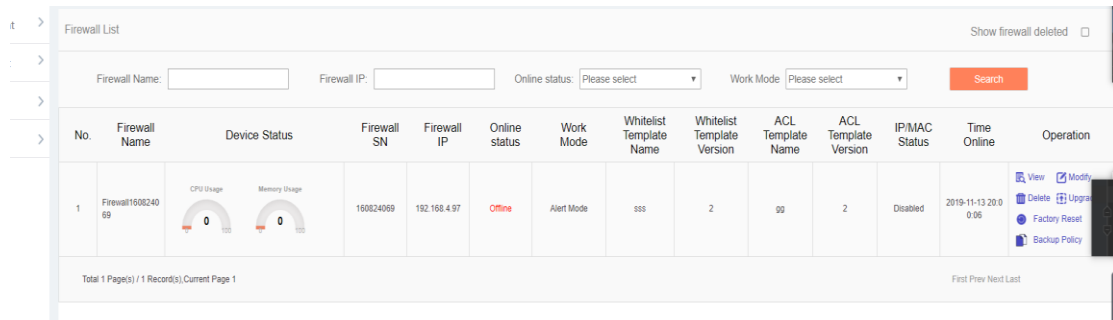 Firewall List
Show firewall deleted
Firewall Name:
Firewall IP:
Online status: Please select
Work Mode Please select
Search
No.
Firewall Name
Device Status
Firewall SN
Firewall IP
Online status
Work Mode
Whitelist Template Name
Whitelist Template Version
ACL Template Name
ACL Template Version
IP/MAC Status
Time Online
Operation
1
Firewall1608240
69
CPU Usage
0
100
Memory Usage
0
100
160824069
192.168.4.97
Offline
Alert Mode
sss
2
gg
2
Disabled
2019-11-13 20:0
0:06
View Modify
Delete Upgra
Factory Reset
Backup Policy
Total 1 Page(s) / 1 Record(s),Current Page 1
First Prev Next Last